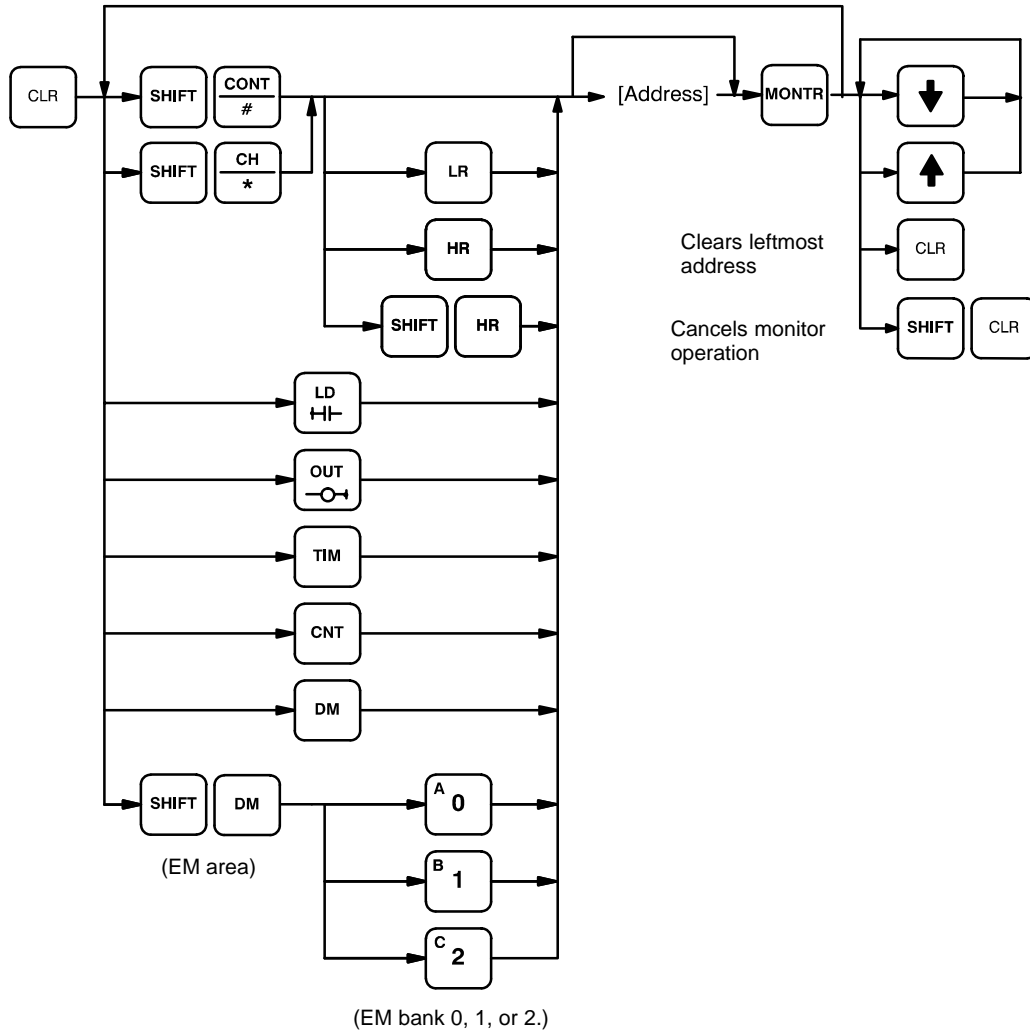 CLR
SHIFT
CONT
#
[Address]
MONTR
SHIFT
CH
*
LR
HR
Clears leftmost
address
CLR
SHIFT
HR
Cancels monitor
operation
SHIFT
CLR
LD
OUT
TIM
CNT
DM
SHIFT
DM
A 0
(EM area)
B 1
C 2
(EM bank 0, 1, or 2.)